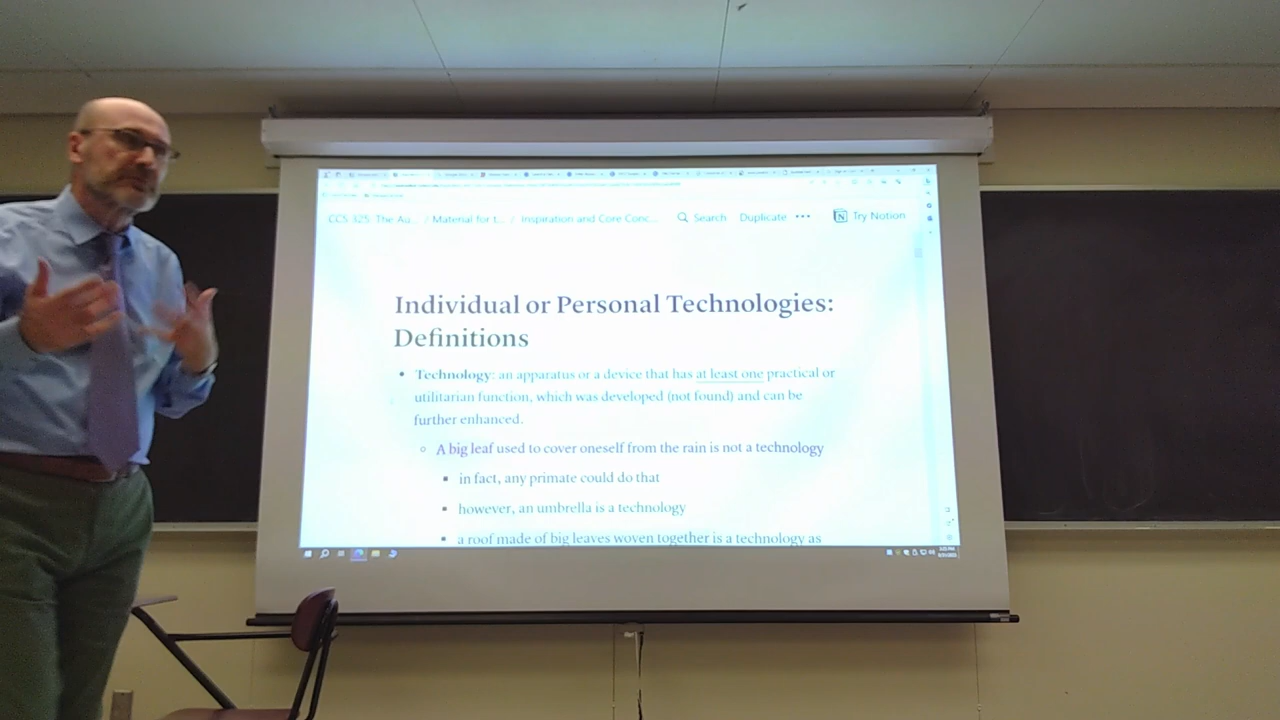 CCS 325: The Au... / Material for t... / Inspiration and Core Conc... Search Duplicate ••• Try Notion
Individual or Personal Technologies:
Definitions
• Technology: an apparatus or a device that has at least one practical or
utilitarian function, which was developed (not found) and can be
further enhanced.
◦ A big leaf used to cover oneself from the rain is not a technology
▪ in fact, any primate could do that
▪ however, an umbrella is a technology
▪ a roof made of big leaves woven together is a technology as